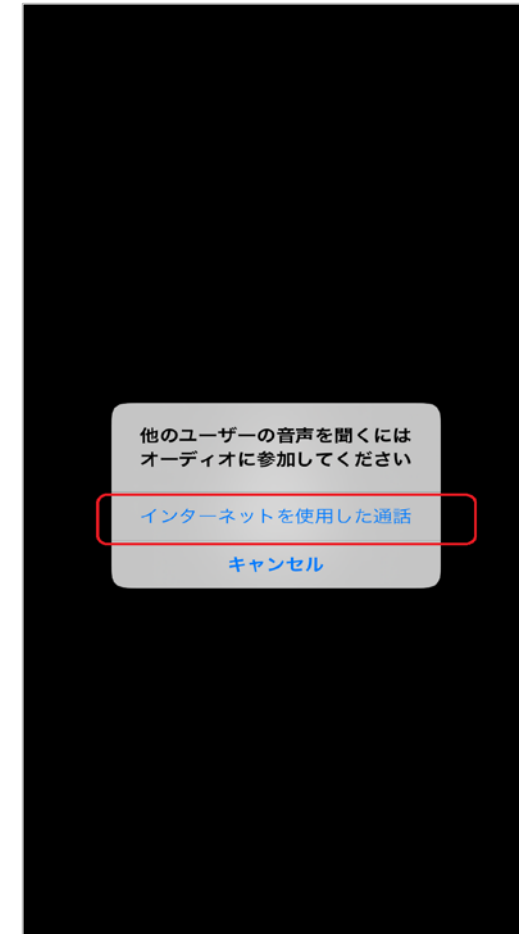 他のユーザーの音声を聞くには
オーディオに参加してください
インターネットを使用した通話
キャンセル